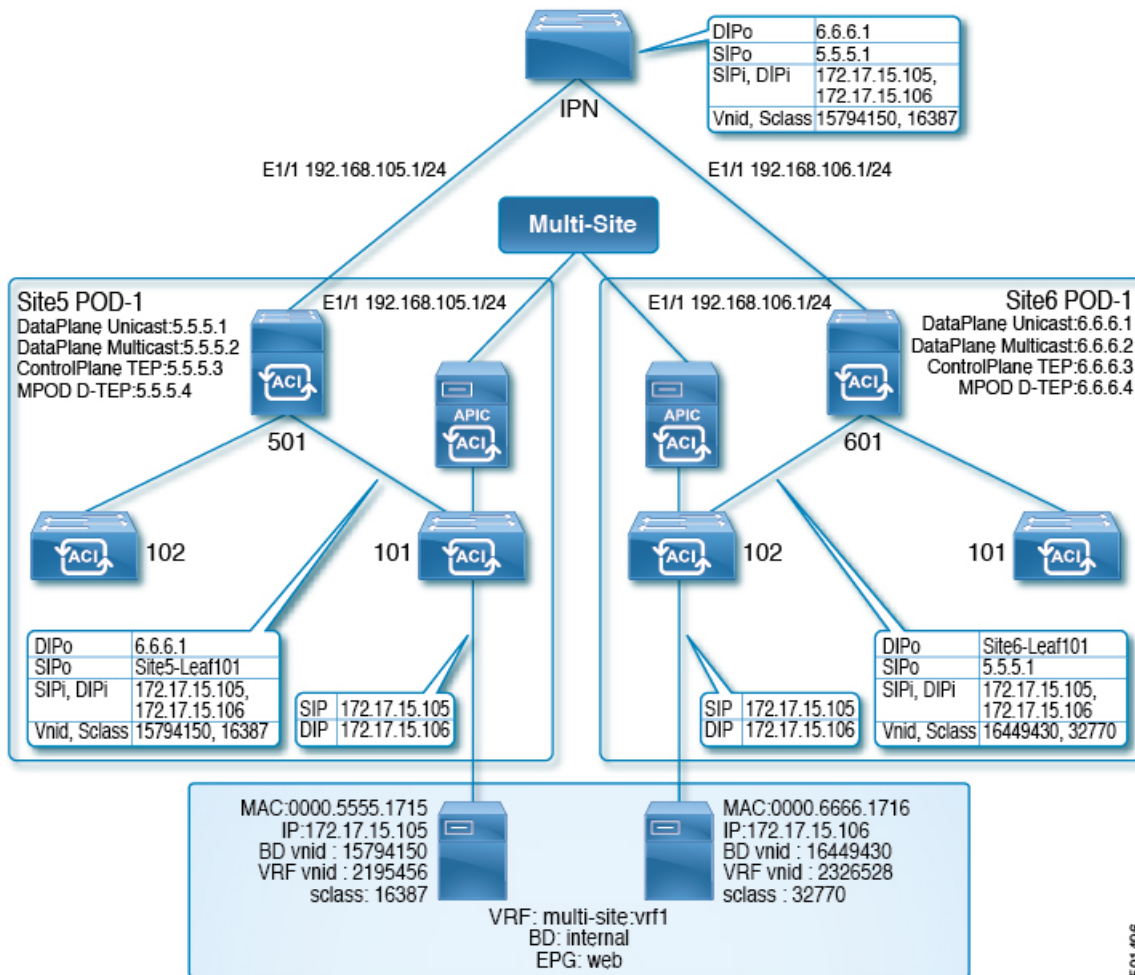 DIPo 6.6.6.1
SIPo 5.5.5.1
SIPi, DIPi 172.17.15.105,
172.17.15.106
Vnid, Sclass 15794150, 16387
IPN
E1/1 192.168.105.1/24
E1/1 192.168.106.1/24
Multi-Site
Site5 POD-1
DataPlane Unicast:5.5.5.1
DataPlane Multicast:5.5.5.2
ControlPlane TEP:5.5.5.3
MPOD D-TEP:5.5.5.4
E1/1 192.168.105.1/24
E1/1 192.168.106.1/24
Site6 POD-1
DataPlane Unicast:6.6.6.1
DataPlane Multicast:6.6.6.2
ControlPlane TEP:6.6.6.3
MPOD D-TEP:6.6.6.4
ACI
501
APIC
ACI
APIC
ACI
ACI
601
ACI
102
101
ACI
ACI
102
101
ACI
DIPo 6.6.6.1
SIPo Site5-Leaf101
SIPi, DIPi 172.17.15.105,
172.17.15.106
Vnid, Sclass 15794150, 16387
SIP 172.17.15.105
DIP 172.17.15.106
SIP 172.17.15.105
DIP 172.17.15.106
DIPo Site6-Leaf101
SIPo 5.5.5.1
SIPi, DIPi 172.17.15.105,
172.17.15.106
Vnid, Sclass 16449430, 32770
MAC:0000.5555.1715
IP:172.17.15.105
BD vnid : 15794150
VRF vnid : 2195456
sclass: 16387
MAC:0000.6666.1716
IP:172.17.15.106
BD vnid : 16449430
VRF vnid : 2326528
sclass : 32770
VRF: multi-site:vrf1
BD: internal
EPG: web